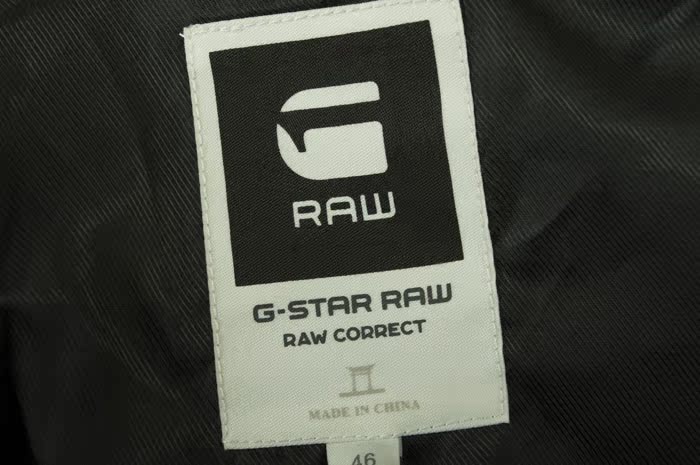 RAW
G-STAR RAW
RAW CORRECT
MADE IN CHINA
46